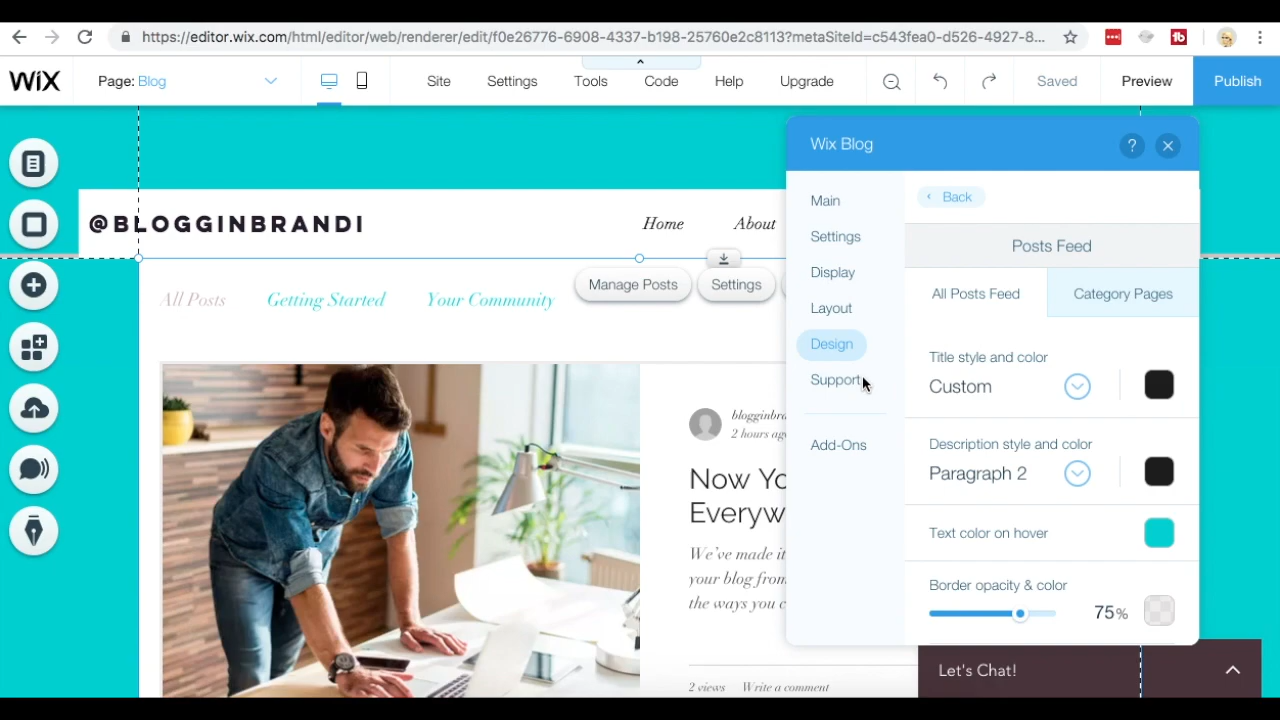 https://editor.wix.com/html/editor/web/renderer/edit/f0e26776-6908-4337-b198-25760e2c8113?metaSiteId=c543fea0-d526-4927-8...
WiX
Page: Blog
Site
Settings
Tools
Code
Help
Upgrade
Saved
Preview
Publish
Wix Blog
?
Main
Settings
Display
Layout
Design
Support
Add-Ons
Back
Posts Feed
All Posts Feed
Category Pages
Title style and color
Custom
Description style and color
Paragraph 2
Text color on hover
Border opacity & color
75%
@BLOGGINBRANDI
Home
About
Manage Posts
Settings
All Posts
Getting Started
Your Community
2 hours
Now
We've made it
your blog from
the ways you
2 views
Write a comment
Let's Chat!